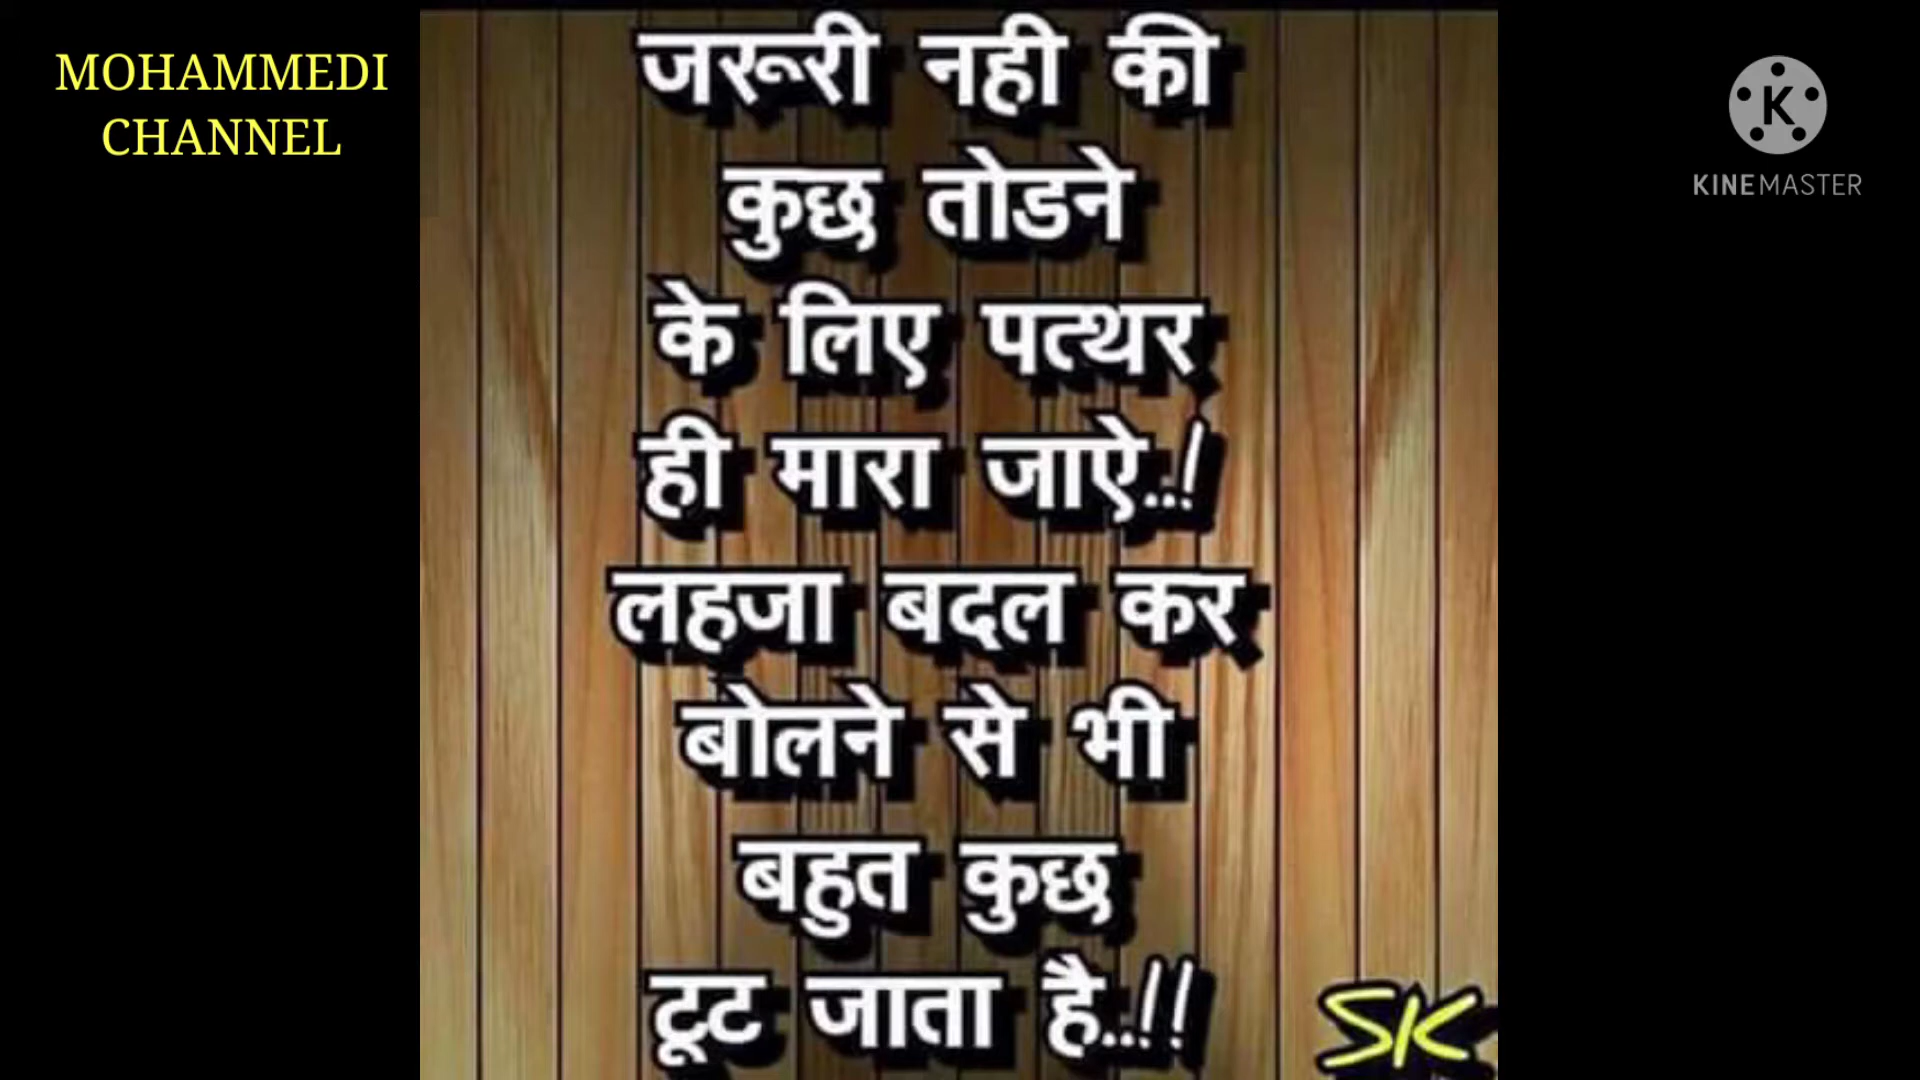 MOHAMMEDI
CHANNEL
जरूरी नही की
कुछ तोडने
के लिए पत्थर
ही मारा जाऐ..!
लहजा बदल कर
बोलने से भी
बहुत कुछ
टूट जाता है..!!
SK
K
KINEMASTER